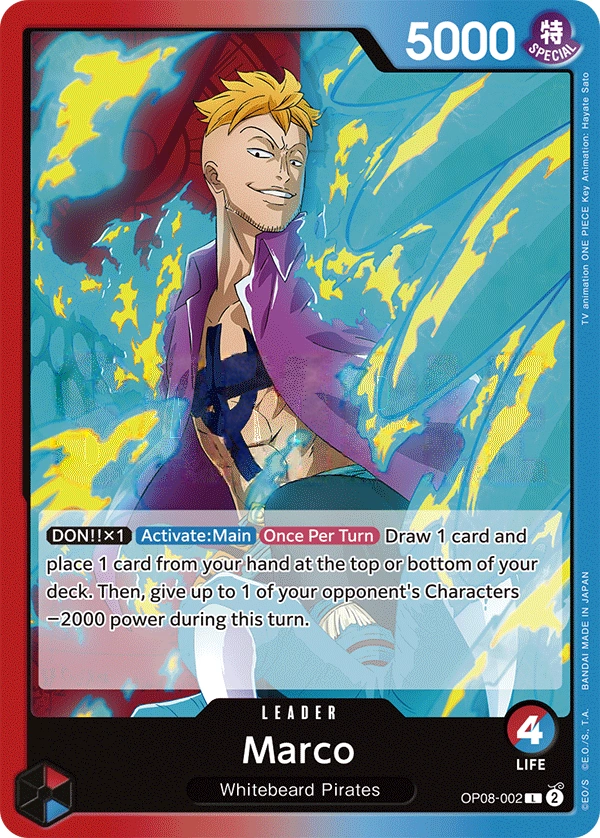 5000
特
SPECIAL
TV animation ONE PIECE Key Animation: Hayate Sato
DON!!×1 Activate:Main Once Per Turn Draw 1 card and
place 1 card from your hand at the top or bottom of your
deck. Then, give up to 1 of your opponent's Characters
−2000 power during this turn.
BANDAI MADE IN JAPAN
©E.O./S., T.A.
©EO/S
LEADER
4
LIFE
Marco
Whitebeard Pirates
OP08-002 L 2